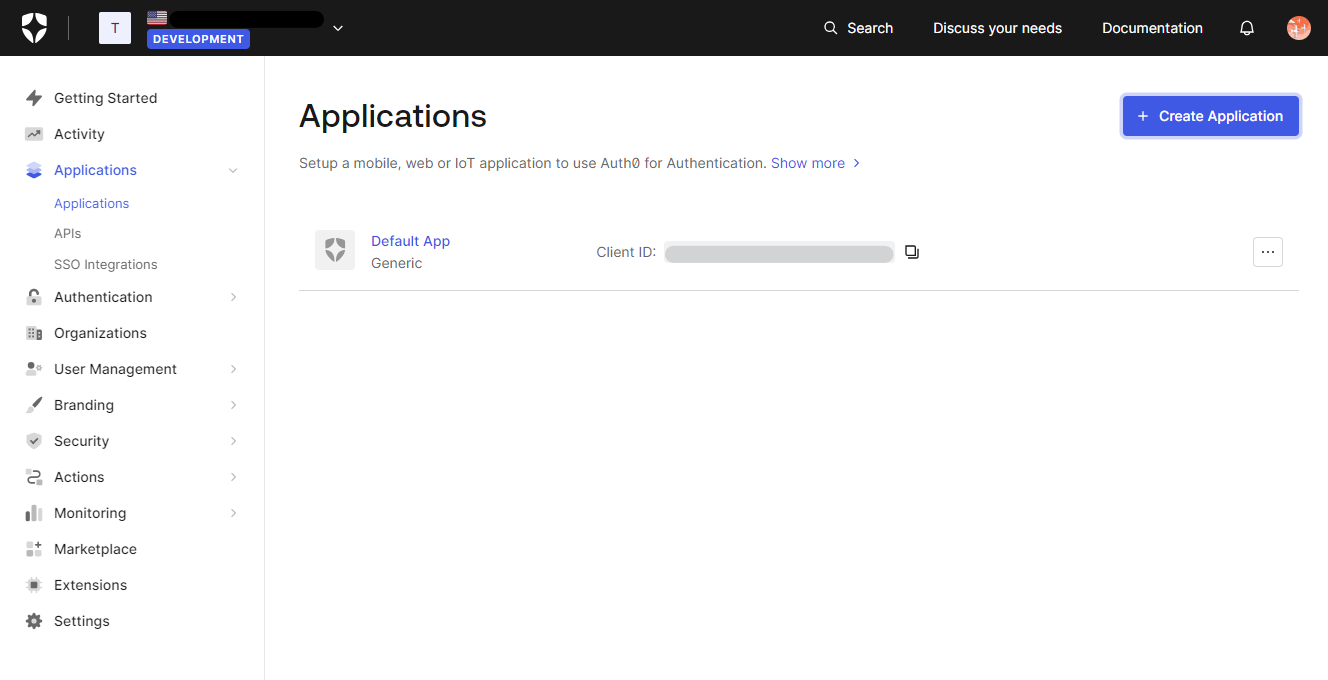 T
DEVELOPMENT
Search
Discuss your needs
Documentation
Getting Started
Activity
Applications
Applications
APIs
SSO Integrations
Authentication
Organizations
User Management
Branding
Security
Actions
Monitoring
Marketplace
Extensions
Settings
Applications
+ Create Application
Setup a mobile, web or IoT application to use Auth0 for Authentication. Show more
Default App
Generic
Client ID: